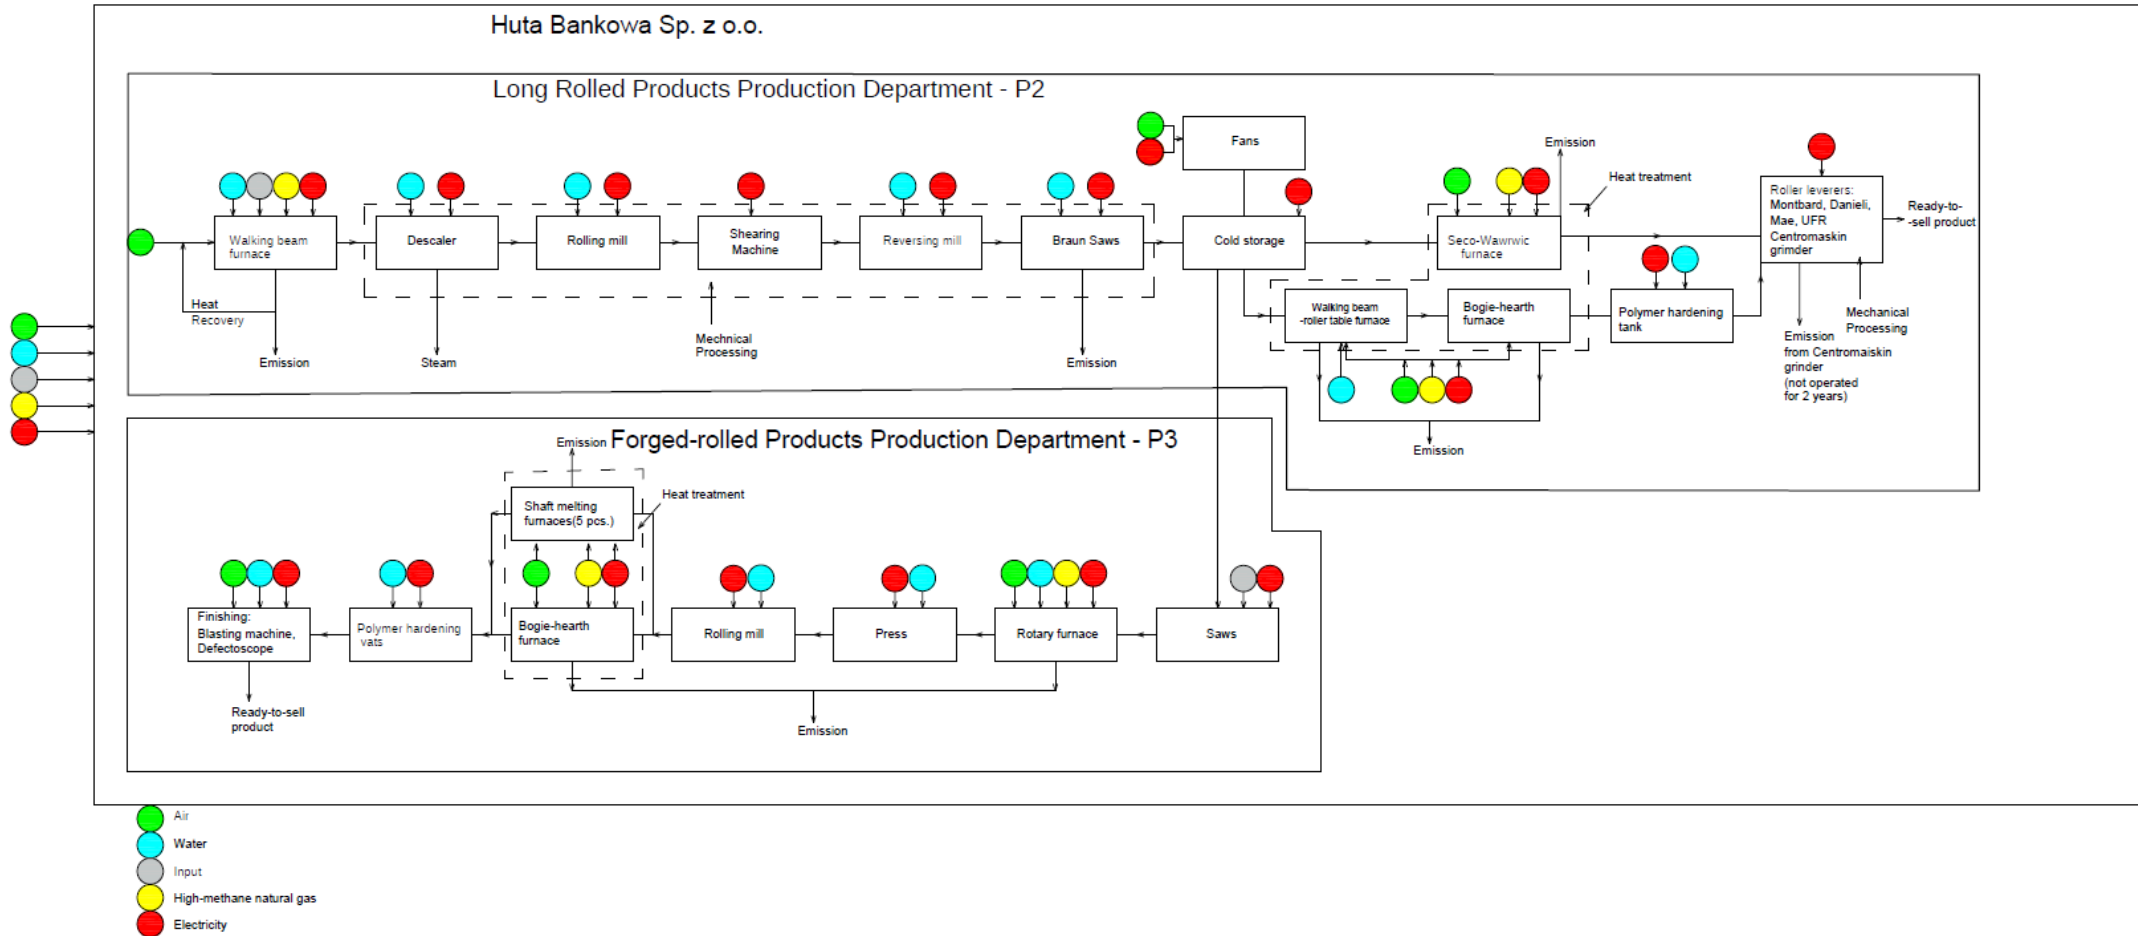 Huta Bankowa Sp. z o.o.
Long Rolled Products Production Department - P2
Fans
Emission
Heat treatment
Walking beam
furnace
Descaler
Rolling mill
Shearing
Machine
Reversing mill
Braun Saws
Cold storage
Seco-Wawrwic
furnace
Roller leverers:
Montbard, Danieli,
Mae, UFR
Centromaskin
grinder
Ready-to-
-sell product
Heat
Recovery
Walking beam
-roller table furnace
Bogie-hearth
furnace
Polymer hardening
tank
Mechanical
Processing
Emission
Steam
Mechnical
Processing
Emission
Emission
from Centromaiskin
grinder
(not operated
for 2 years)
Emission
Emission
Forged-rolled Products Production Department - P3
Shaft melting
furnaces(5 pcs.)
Heat treatment
Finishing:
Blasting machine,
Defectoscope
Polymer hardening
vats
Bogie-hearth
furnace
Rolling mill
Press
Rotary furnace
Saws
Ready-to-sell
product
Emission
Air
Water
Input
High-methane natural gas
Electricity